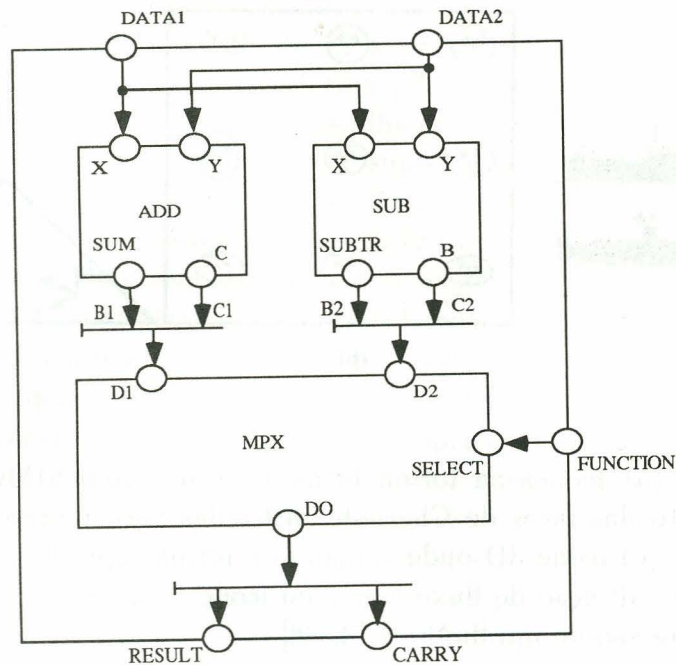 DATA1
DATA2
X
Y
X
Y
ADD
SUB
SUM
C
SUBTR
B
B1
C1
B2
C2
D1
D2
MPX
SELECT
FUNCTION
DO
RESULT
CARRY